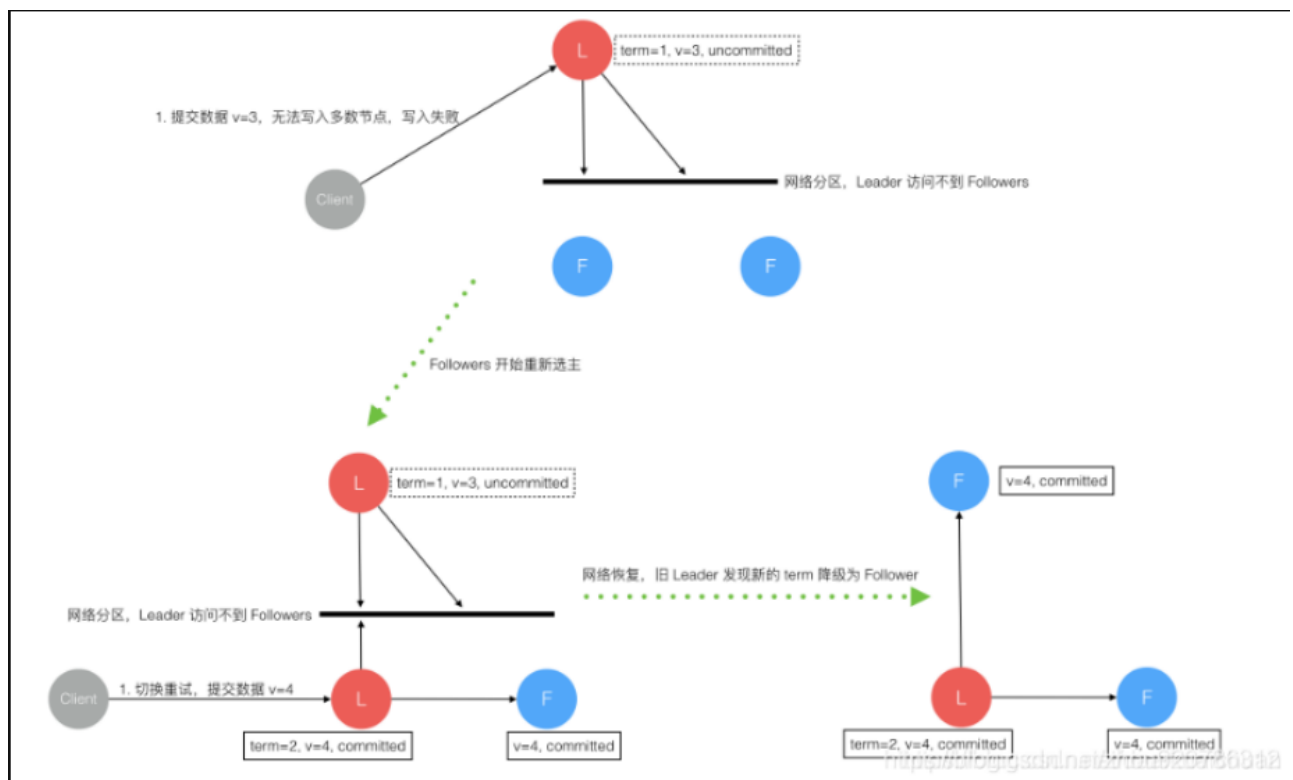 L
term=1, v=3, uncommitted
1. 提交数据 v=3，无法写入多数节点，写入失败
Client
网络分区，Leader 访问不到 Followers
F
F
Followers 开始重新选主
L
term=1, v=3, uncommitted
网络分区，Leader 访问不到 Followers
Client
1. 切换重试，提交数据 v=4
L
F
term=2, v=4, committed
v=4, committed
网络恢复，旧 Leader 发现新的 term 降级为 Follower
F
v=4, committed
L
F
term=2, v=4, committed
v=4, committed